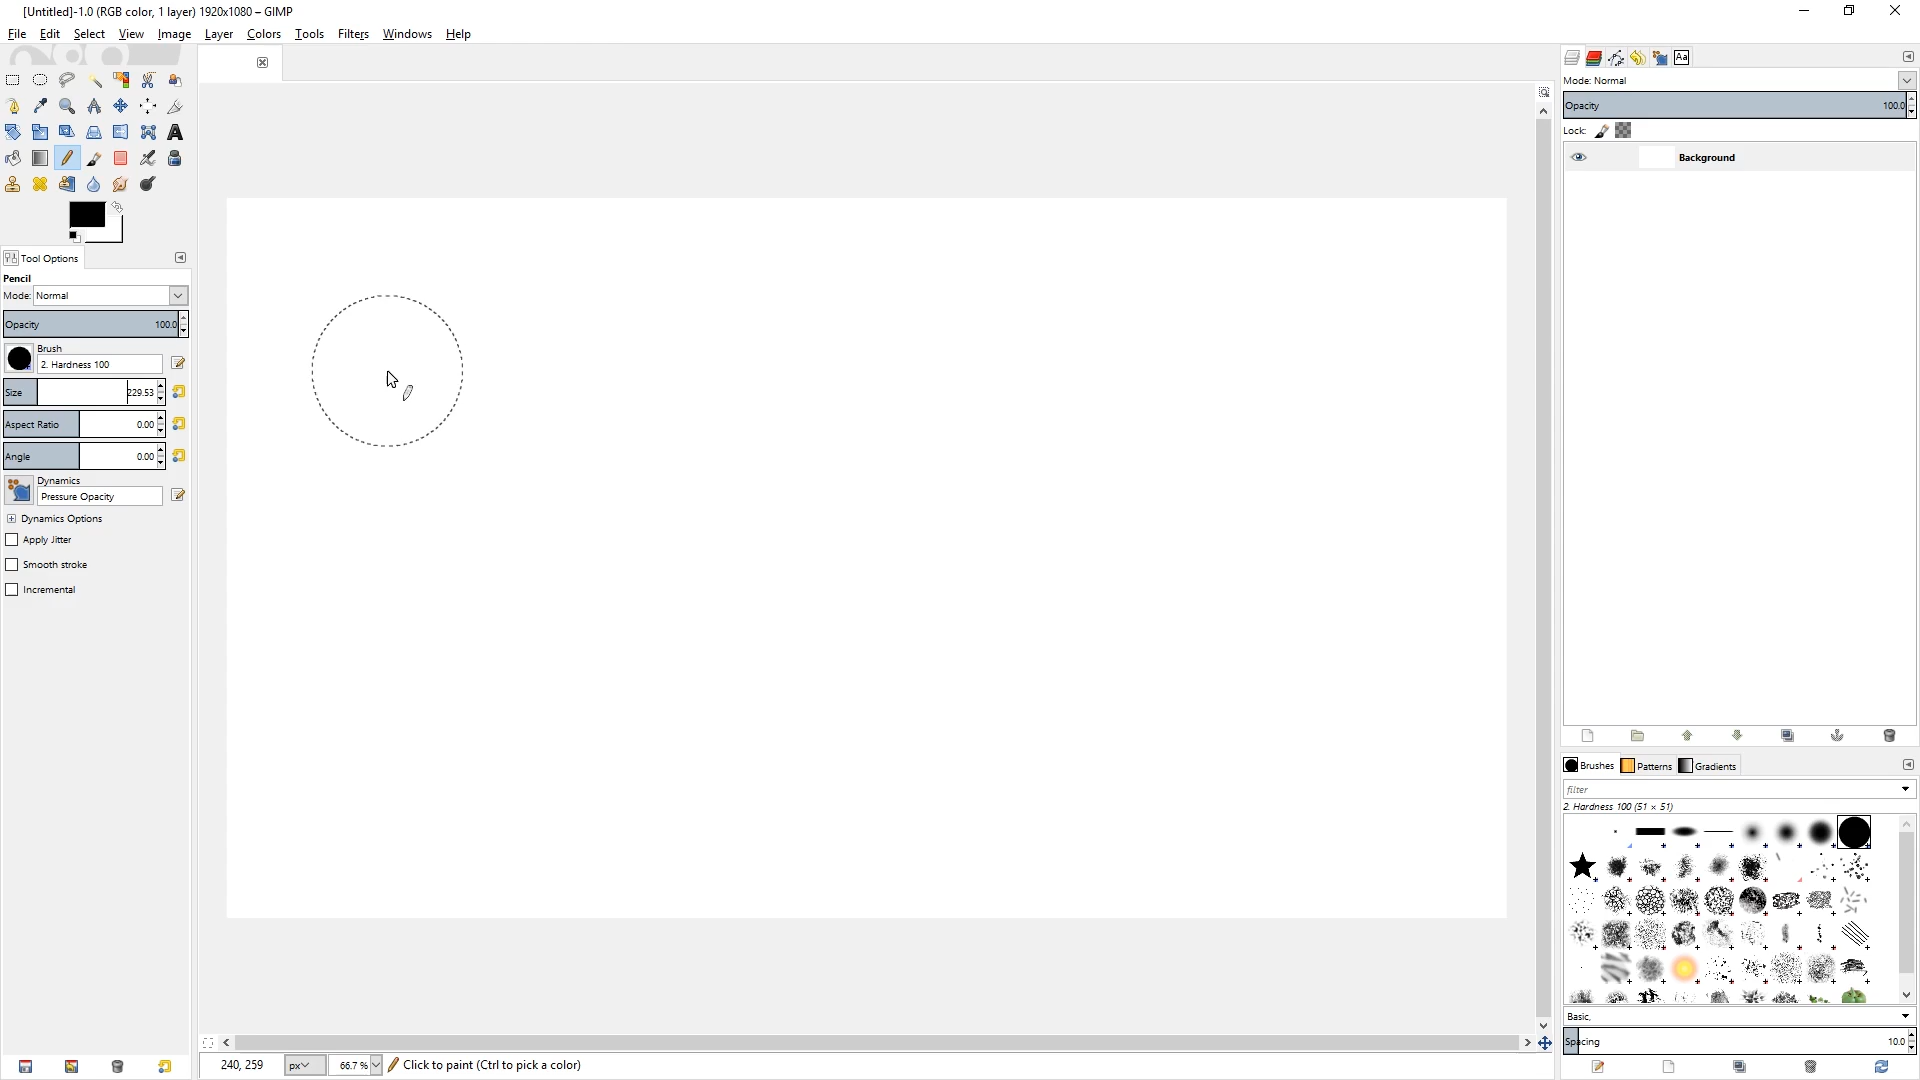 [Untitled]-1.0 (RGB color, 1 layer) 1920x1080 – GIMP
File Edit Select View Image Layer Colors Tools Filters Windows Help
Tool Options
Pencil
Mode: Normal
Opacity 100.0
Brush
2. Hardness 100
Size 229.53
Aspect Ratio 0.00
Angle 0.00
Dynamics
Pressure Opacity
Dynamics Options
Apply Jitter
Smooth stroke
Incremental
240, 259 px 66.7 % Click to paint (Ctrl to pick a color)
Aa
Mode: Normal
Opacity 100.0
Lock:
Background
Brushes Patterns Gradients
filter
2. Hardness 100 (51 × 51)
Basic,
Spacing 10.0